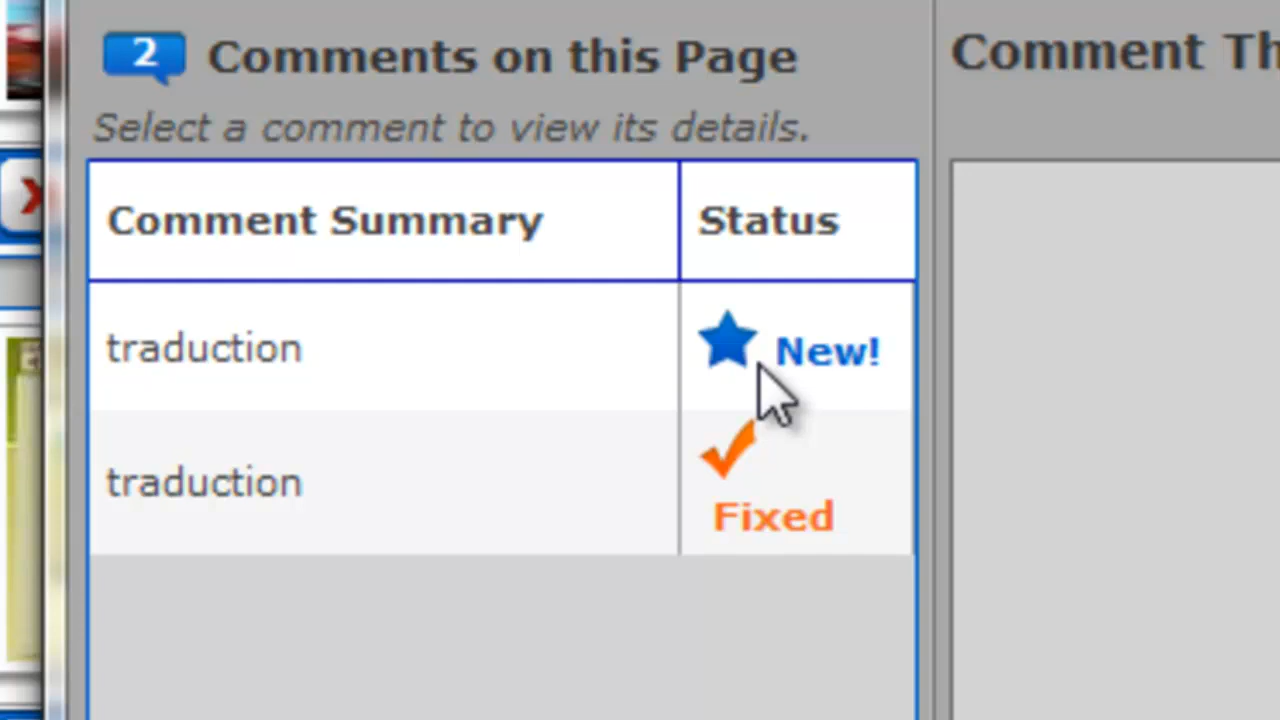 2 Comments on this Page
Select a comment to view its details.
Comment Summary Status
traduction New!
traduction Fixed
Comment